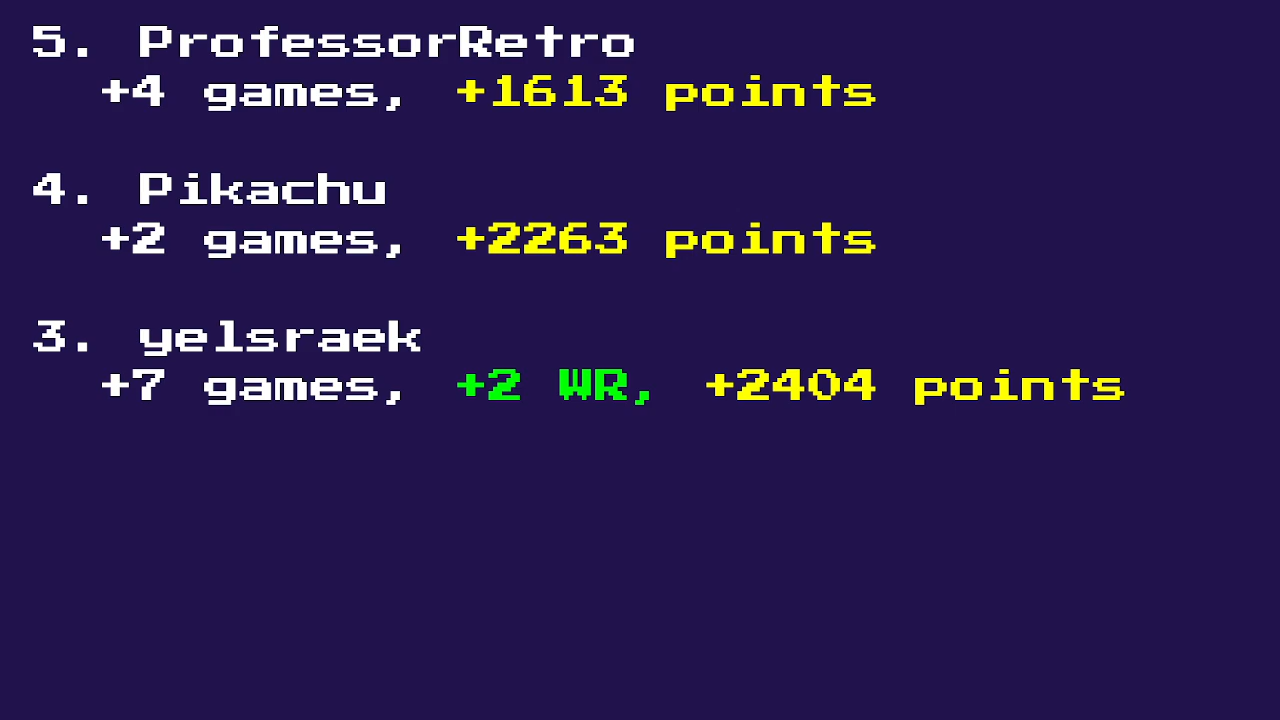 5. ProfessorRetro
+4 games, +1613 points
4. Pikachu
+2 games, +2263 points
3. yelsraek
+7 games, +2 WR, +2404 points